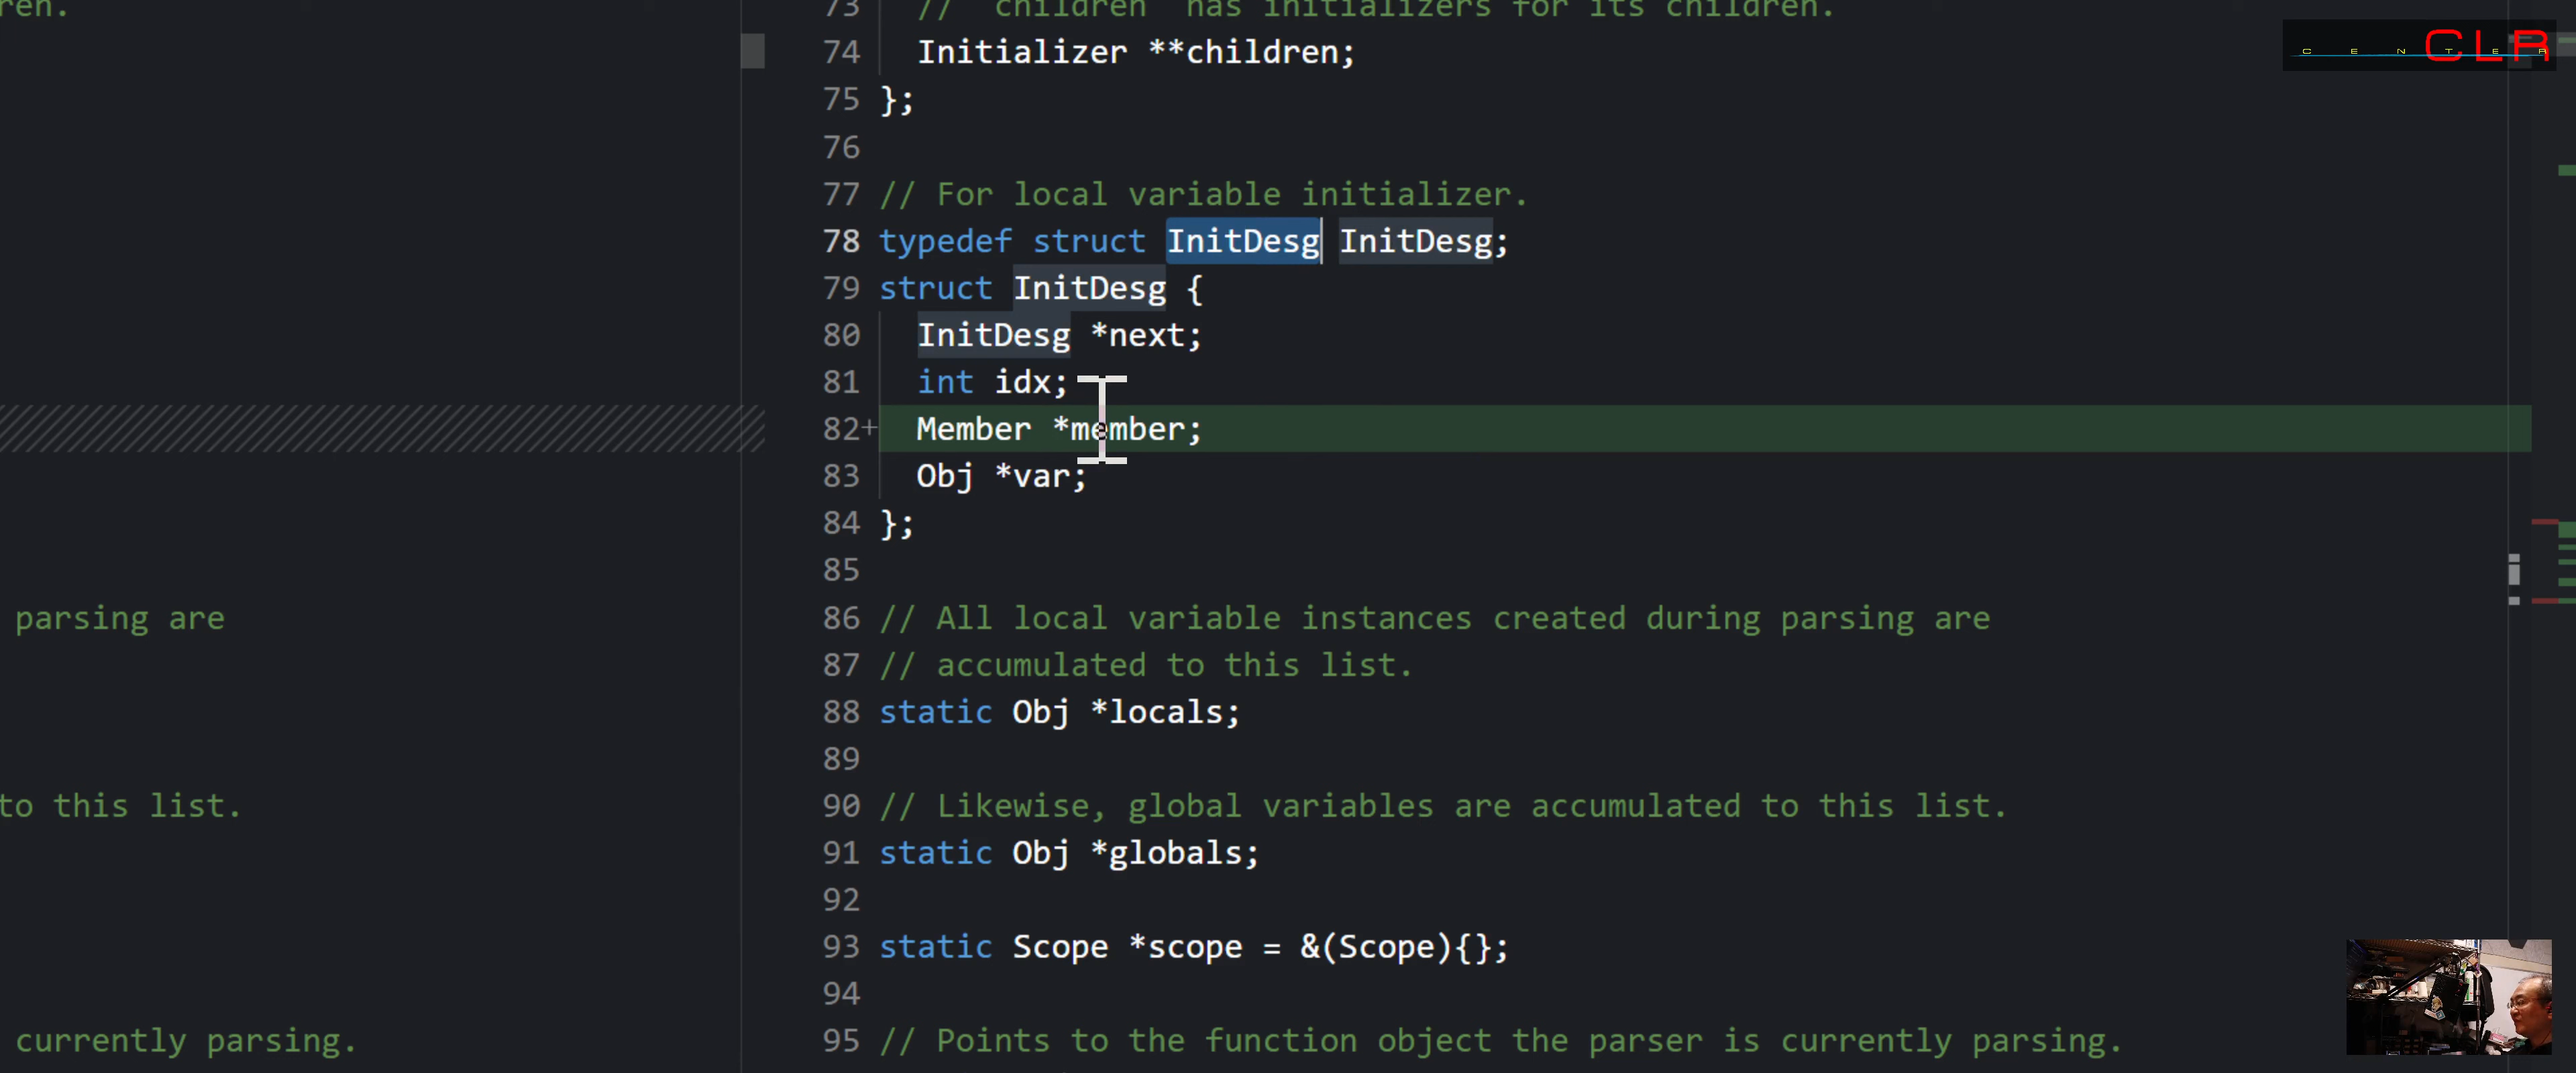 ren.
parsing are
to this list.
currently parsing.
73 // `children` has initializers for its children.
74 Initializer **children;
75 };
76
77 // For local variable initializer.
78 typedef struct InitDesg InitDesg;
79 struct InitDesg {
80 InitDesg *next;
81 int idx;
82+ Member *member;
83 Obj *var;
84 };
85
86 // All local variable instances created during parsing are
87 // accumulated to this list.
88 static Obj *locals;
89
90 // Likewise, global variables are accumulated to this list.
91 static Obj *globals;
92
93 static Scope *scope = &(Scope){};
94
95 // Points to the function object the parser is currently parsing.
CENTER CLR